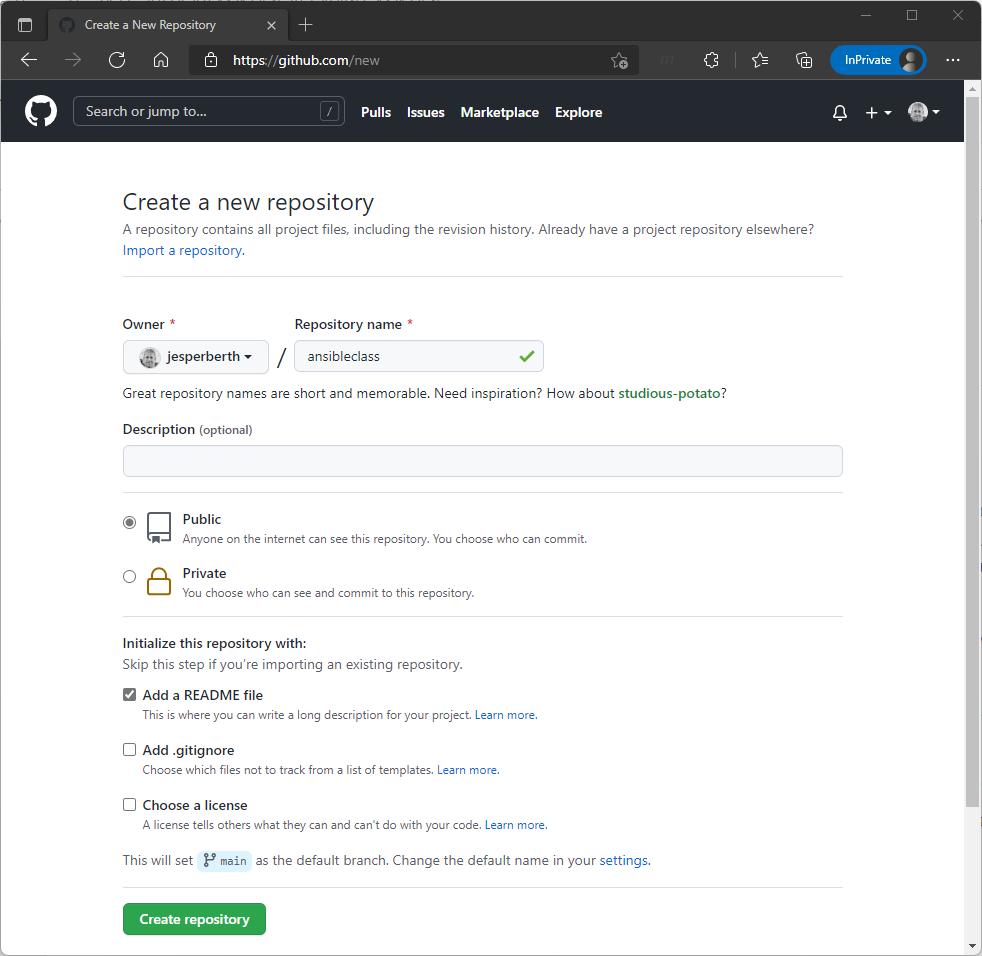 Create a New Repository
https://github.com/new
InPrivate
Search or jump to...
/
Pulls
Issues
Marketplace
Explore
Create a new repository
A repository contains all project files, including the revision history. Already have a project repository elsewhere?
Import a repository.
Owner *
Repository name *
jesperberth
/
ansibleclass
Great repository names are short and memorable. Need inspiration? How about studious-potato?
Description (optional)
Public
Anyone on the internet can see this repository. You choose who can commit.
Private
You choose who can see and commit to this repository.
Initialize this repository with:
Skip this step if you're importing an existing repository.
Add a README file
This is where you can write a long description for your project. Learn more.
Add .gitignore
Choose which files not to track from a list of templates. Learn more.
Choose a license
A license tells others what they can and can't do with your code. Learn more.
This will set main as the default branch. Change the default name in your settings.
Create repository